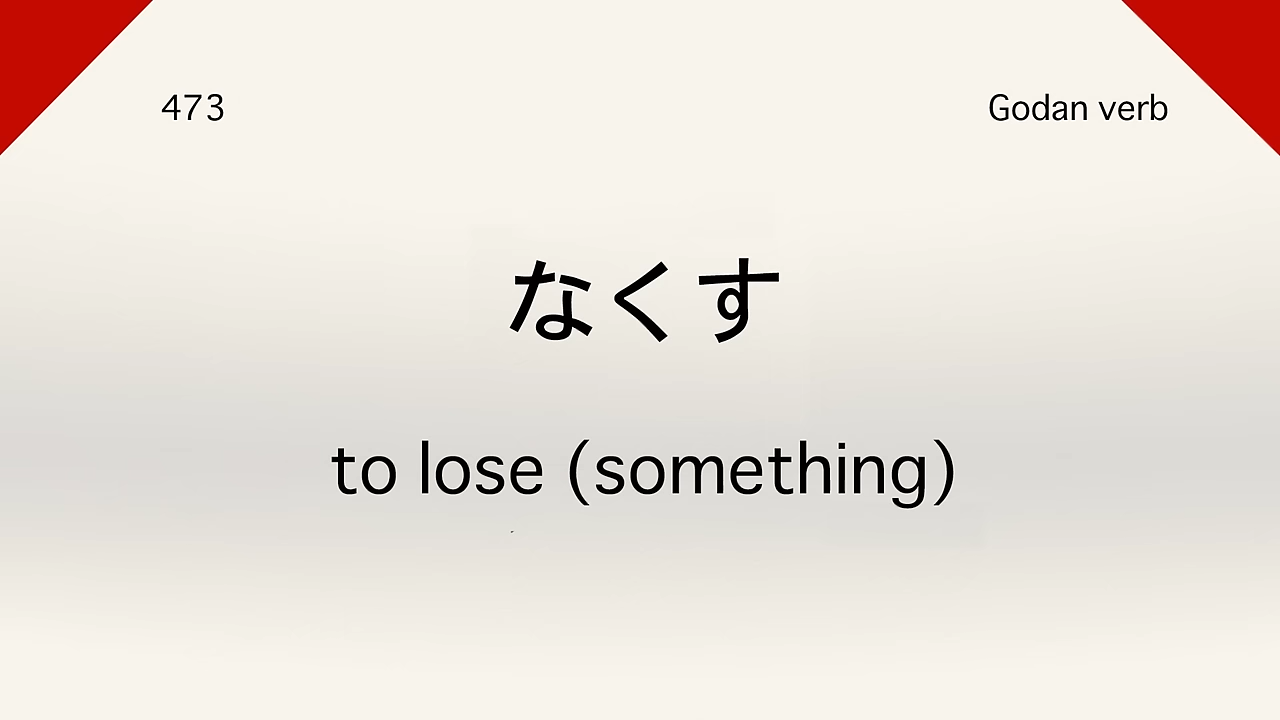 473
Godan verb
なくす
to lose (something)